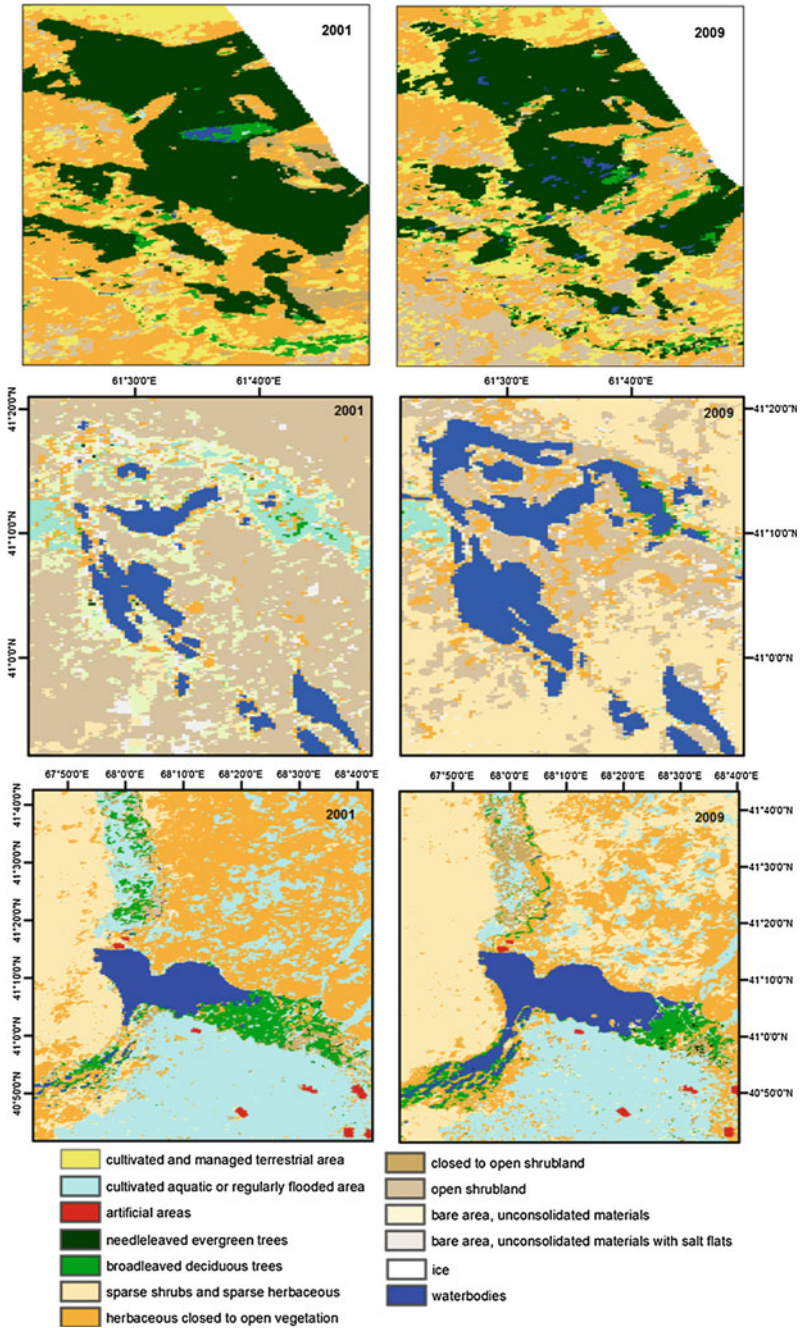 2001
2009
61°30'0"E
61°40'0"E
61°30'0"E
61°40'0"E
41°20'0"N
41°10'0"N
41°0'0"N
2001
2009
41°20'0"N
41°10'0"N
41°0'0"N
67°50'0"E
68°0'0"E
68°10'0"E
68°20'0"E
68°30'0"E
68°40'0"E
67°50'0"E
68°0'0"E
68°10'0"E
68°20'0"E
68°30'0"E
68°40'0"E
41°40'0"N
41°30'0"N
41°20'0"N
41°10'0"N
41°0'0"N
40°50'0"N
2001
2009
41°40'0"N
41°30'0"N
41°20'0"N
41°10'0"N
41°0'0"N
40°50'0"N
cultivated and managed terrestrial area
cultivated aquatic or regularly flooded area
artificial areas
needleleaved evergreen trees
broadleaved deciduous trees
sparse shrubs and sparse herbaceous
herbaceous closed to open vegetation
closed to open shrubland
open shrubland
bare area, unconsolidated materials
bare area, unconsolidated materials with salt flats
ice
waterbodies